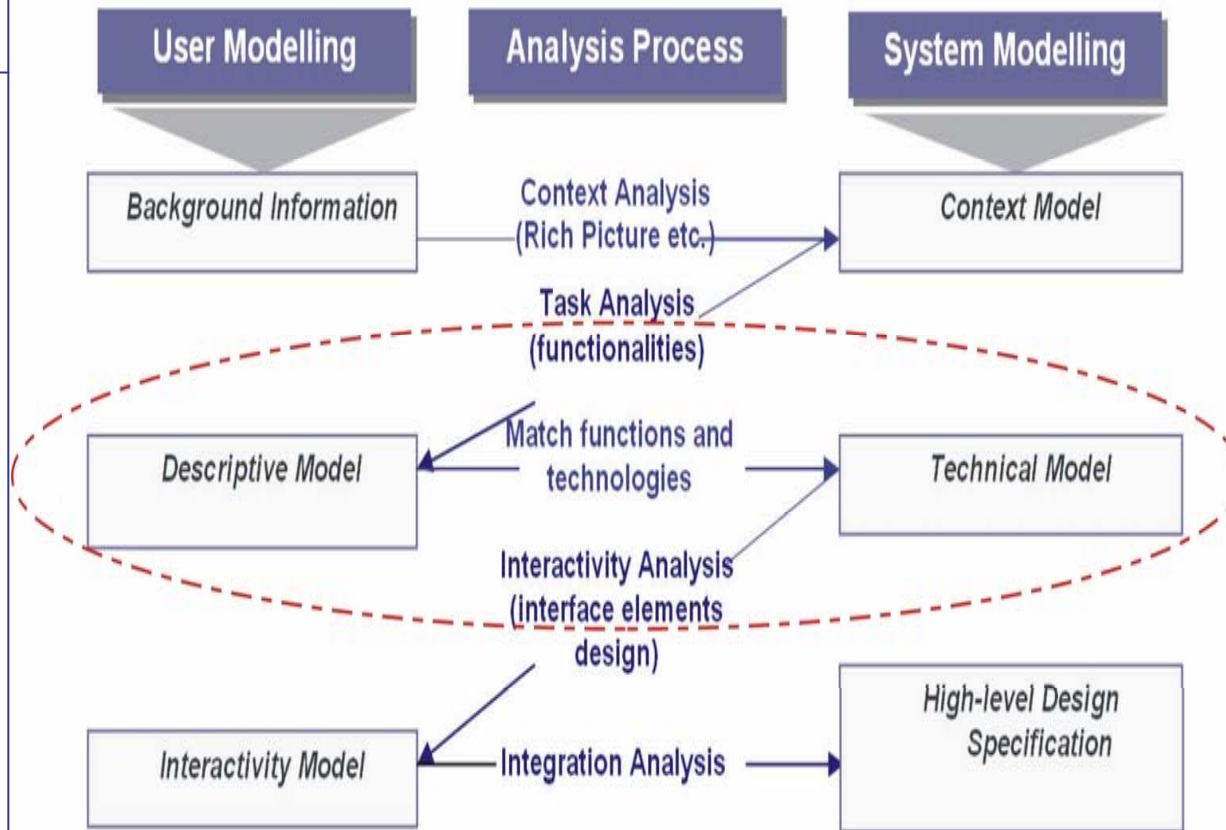 User Modelling
Analysis Process
System Modelling
Background Information
Context Analysis
(Rich Picture etc.)
Context Model
Task Analysis
(functionalities)
Descriptive Model
Match functions and
technologies
Technical Model
Interactivity Analysis
(interface elements
design)
Interactivity Model
Integration Analysis
High-level Design
Specification